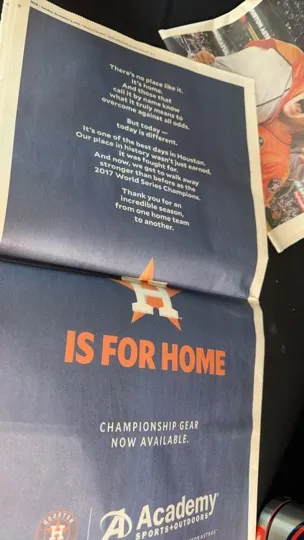 There's no place like it.
It's home.
And those that
call it by name know
what it truly means to
overcome against all odds.
But today —
today is different.
It's one of the best days in Houston.
Our place in history wasn't just earned,
it was fought for.
And now, we get to walk away
stronger than before as the
2017 World Series Champions.
Thank you for an
incredible season,
from one home team
to another.
H
IS FOR HOME
CHAMPIONSHIP GEAR
NOW AVAILABLE.
HOUSTON
H
Academy
SPORTS+OUTDOORS